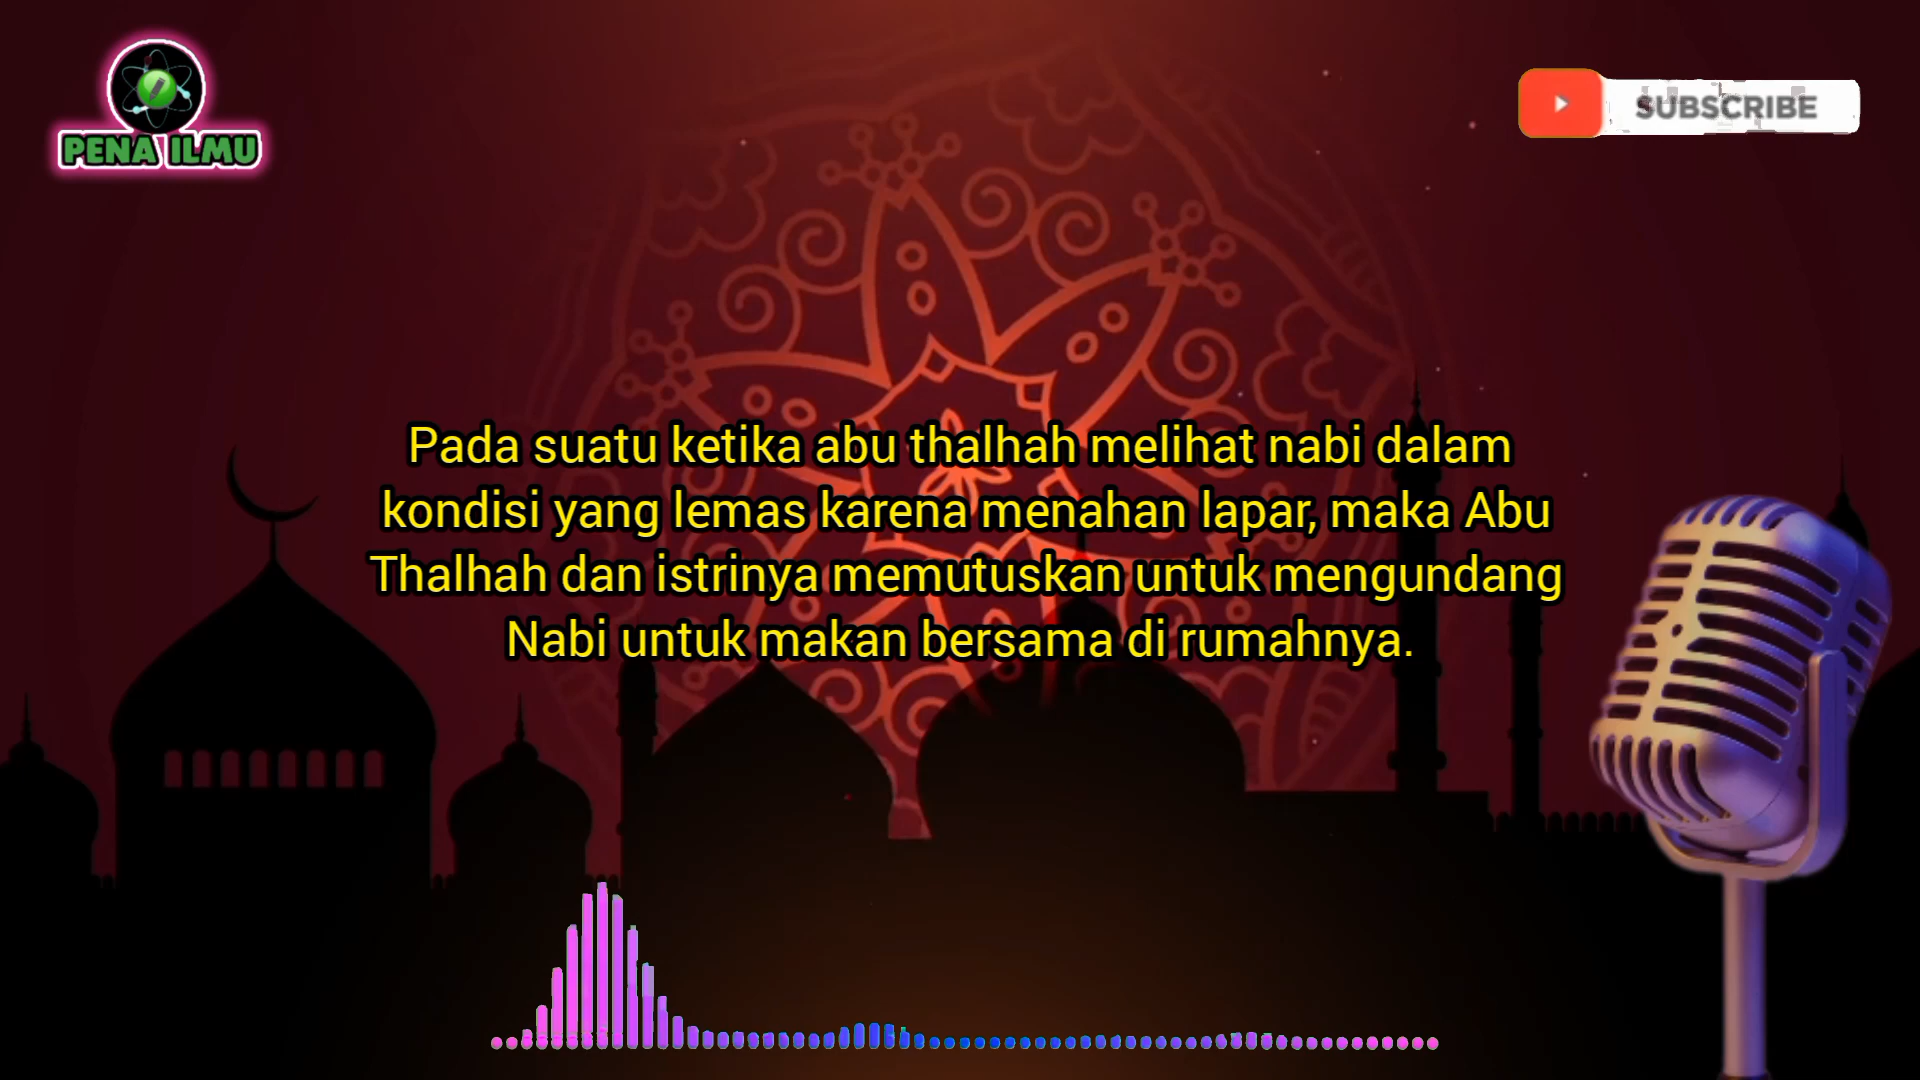 PENA ILMU
SUBSCRIBE
Pada suatu ketika abu thalhah melihat nabi dalam
kondisi yang lemas karena menahan lapar, maka Abu
Thalhah dan istrinya memutuskan untuk mengundang
Nabi untuk makan bersama di rumahnya.